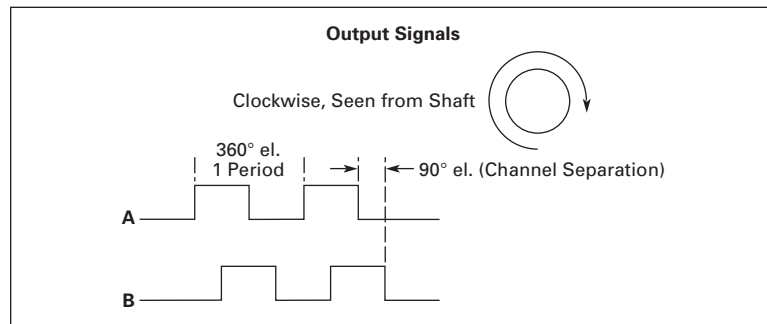 Output Signals
Clockwise, Seen from Shaft
360° el.
1 Period
90° el. (Channel Separation)
A
B